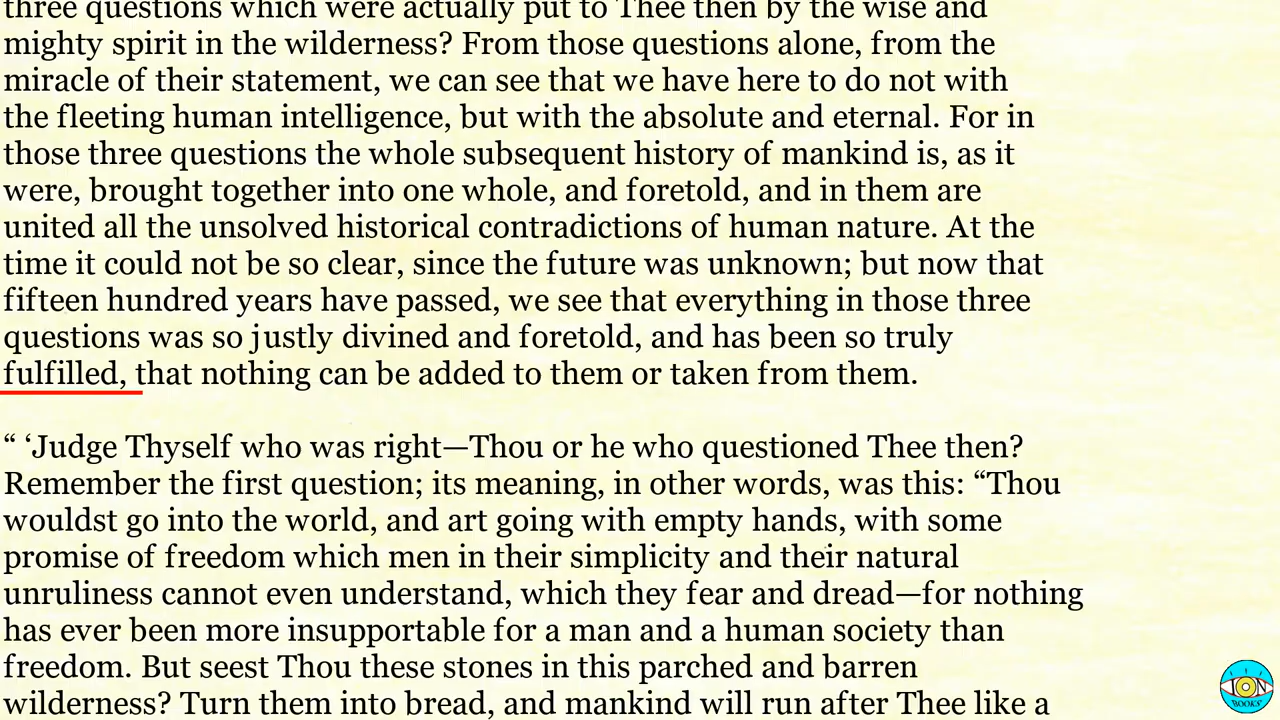 three questions which were actually put to Thee then by the wise and
mighty spirit in the wilderness? From those questions alone, from the
miracle of their statement, we can see that we have here to do not with
the fleeting human intelligence, but with the absolute and eternal. For in
those three questions the whole subsequent history of mankind is, as it
were, brought together into one whole, and foretold, and in them are
united all the unsolved historical contradictions of human nature. At the
time it could not be so clear, since the future was unknown; but now that
fifteen hundred years have passed, we see that everything in those three
questions was so justly divined and foretold, and has been so truly
fulfilled, that nothing can be added to them or taken from them.
“ ‘Judge Thyself who was right—Thou or he who questioned Thee then?
Remember the first question; its meaning, in other words, was this: “Thou
wouldst go into the world, and art going with empty hands, with some
promise of freedom which men in their simplicity and their natural
unruliness cannot even understand, which they fear and dread—for nothing
has ever been more insupportable for a man and a human society than
freedom. But seest Thou these stones in this parched and barren
wilderness? Turn them into bread, and mankind will run after Thee like a
ION
BOOKS